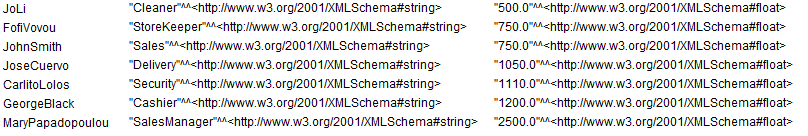 JoLi "Cleaner"^^<http://www.w3.org/2001/XMLSchema#string> "500.0"^^<http://www.w3.org/2001/XMLSchema#float>
FofiVovou "StoreKeeper"^^<http://www.w3.org/2001/XMLSchema#string> "750.0"^^<http://www.w3.org/2001/XMLSchema#float>
JohnSmith "Sales"^^<http://www.w3.org/2001/XMLSchema#string> "750.0"^^<http://www.w3.org/2001/XMLSchema#float>
JoseCuervo "Delivery"^^<http://www.w3.org/2001/XMLSchema#string> "1050.0"^^<http://www.w3.org/2001/XMLSchema#float>
CarlitoLolos "Security"^^<http://www.w3.org/2001/XMLSchema#string> "1110.0"^^<http://www.w3.org/2001/XMLSchema#float>
GeorgeBlack "Cashier"^^<http://www.w3.org/2001/XMLSchema#string> "1200.0"^^<http://www.w3.org/2001/XMLSchema#float>
MaryPapadopoulou "SalesManager"^^<http://www.w3.org/2001/XMLSchema#string> "2500.0"^^<http://www.w3.org/2001/XMLSchema#float>